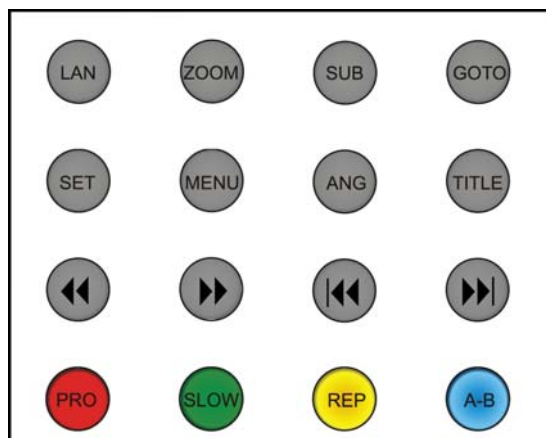 LAN ZOOM SUB GOTO
SET MENU ANG TITLE
PRO SLOW REP A-B